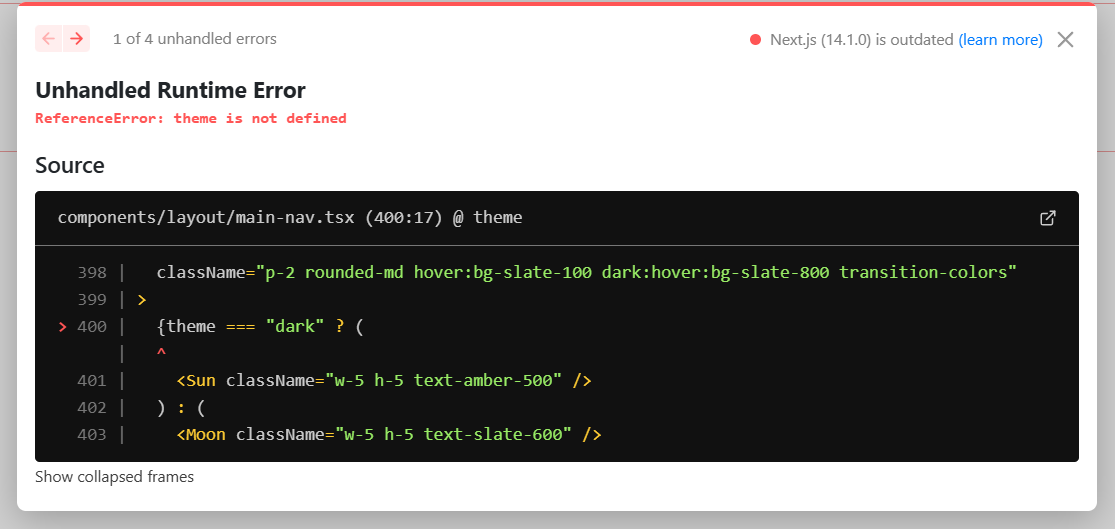 1 of 4 unhandled errors
Next.js (14.1.0) is outdated (learn more)
Unhandled Runtime Error
ReferenceError: theme is not defined
Source
components/layout/main-nav.tsx (400:17) @ theme
398 |   className="p-2 rounded-md hover:bg-slate-100 dark:hover:bg-slate-800 transition-colors"
399 | >
> 400 |   {theme === "dark" ? (
|   ^
401 |     <Sun className="w-5 h-5 text-amber-500" />
402 |   ) : (
403 |     <Moon className="w-5 h-5 text-slate-600" />
Show collapsed frames